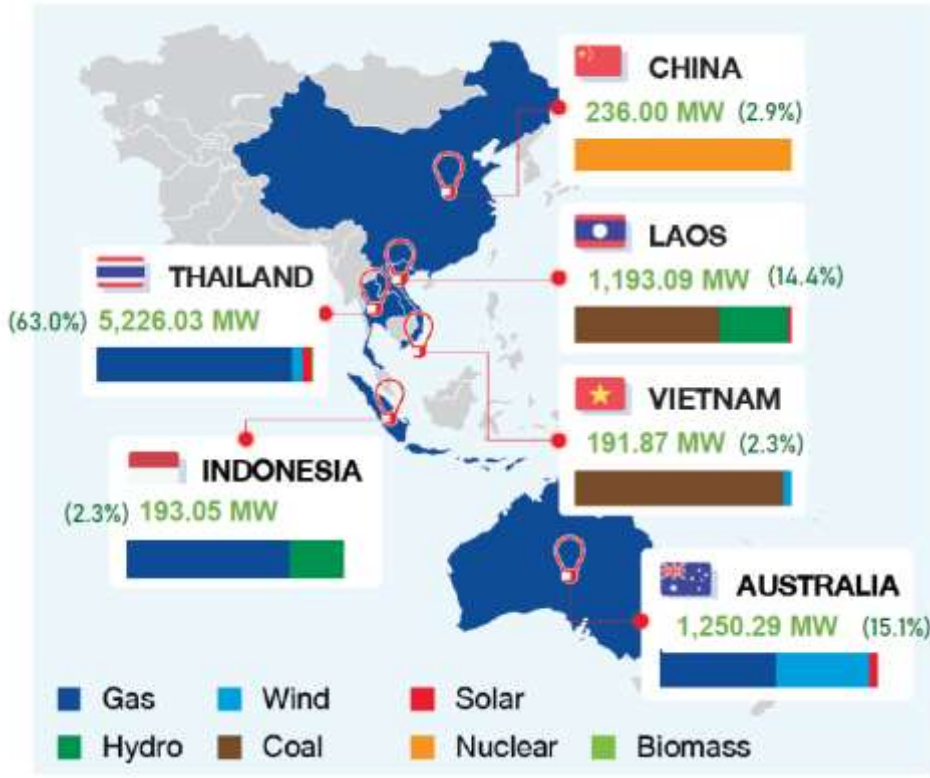 CHINA
236.00 MW (2.9%)
LAOS
1,193.09 MW (14.4%)
THAILAND
(63.0%) 5,226.03 MW
VIETNAM
191.87 MW (2.3%)
INDONESIA
(2.3%) 193.05 MW
AUSTRALIA
1,250.29 MW (15.1%)
Gas Wind Solar
Hydro Coal Nuclear Biomass